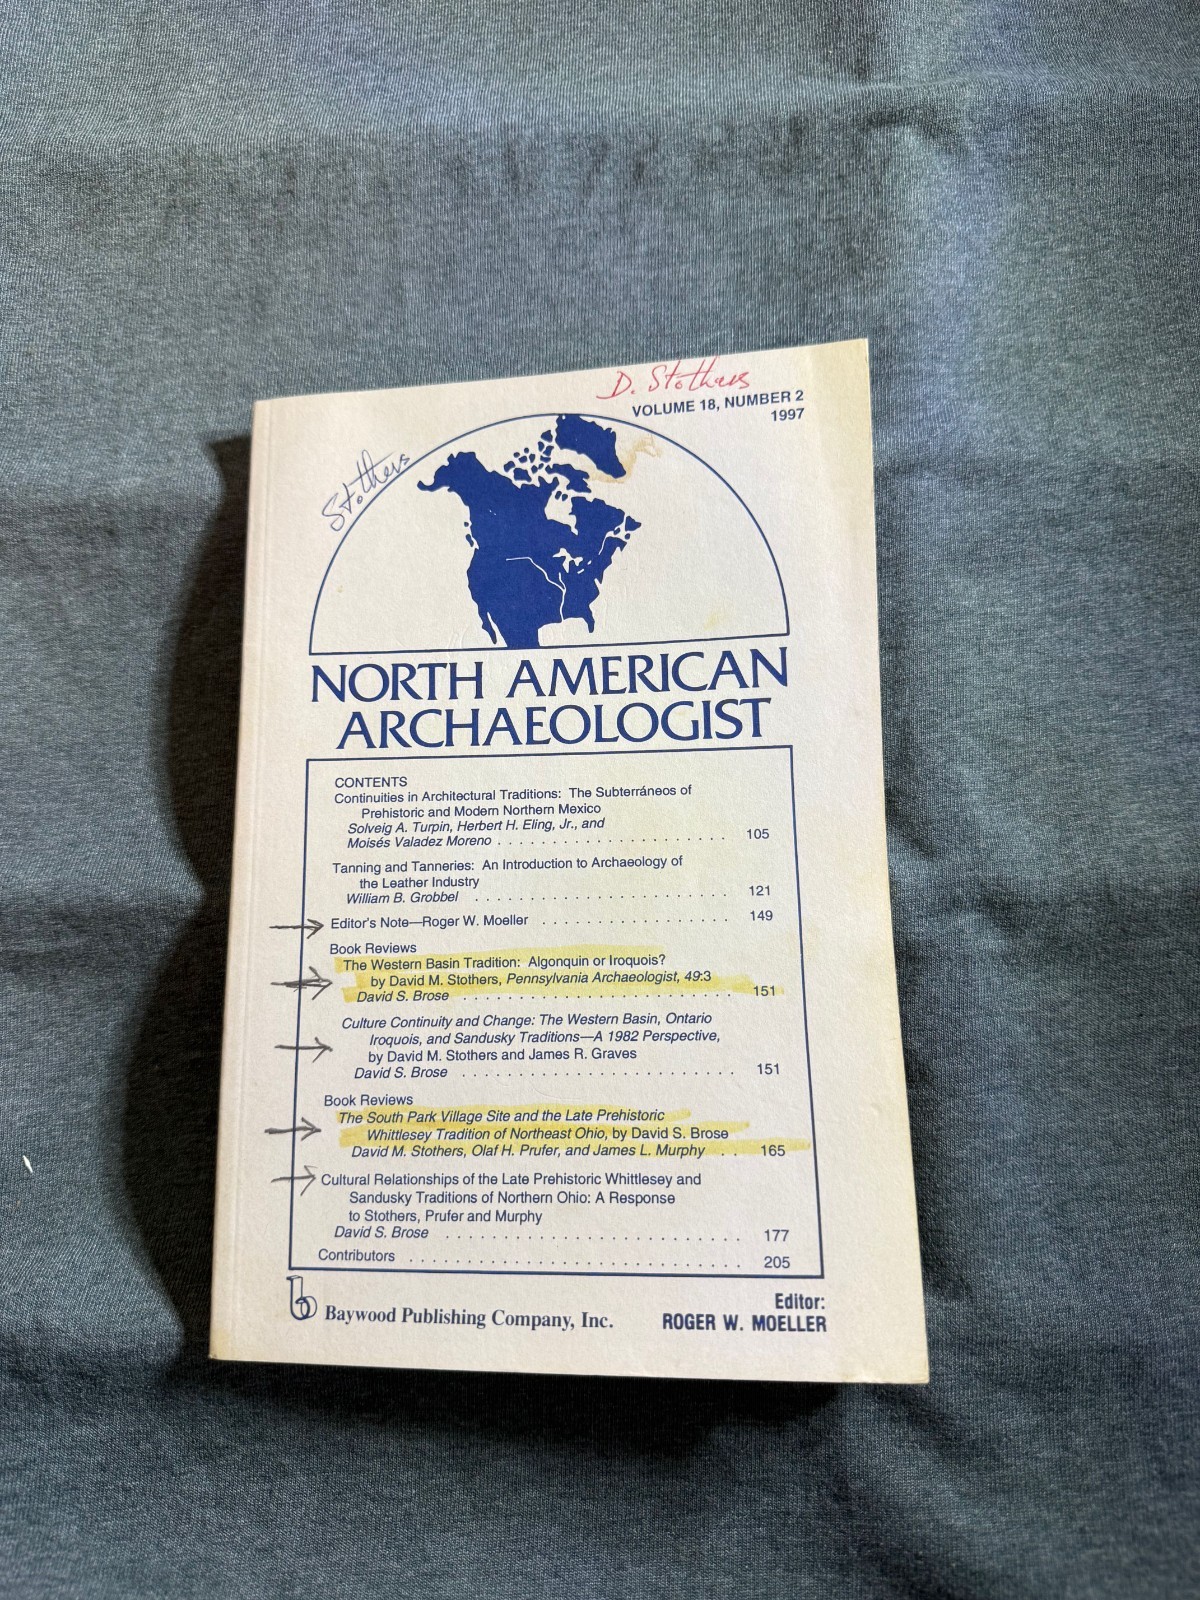 D. Stothers
VOLUME 18, NUMBER 2
1997
Stothers
NORTH AMERICAN
ARCHAEOLOGIST
CONTENTS
Continuities in Architectural Traditions: The Subterráneos of
Prehistoric and Modern Northern Mexico
Solveig A. Turpin, Herbert H. Eling, Jr., and
Moisés Valadez Moreno . . . . . . . . . . . . . . . . . . . . . . 105
Tanning and Tanneries: An Introduction to Archaeology of
the Leather Industry
William B. Grobbel . . . . . . . . . . . . . . . . . . . . . . . . 121
Editor's Note—Roger W. Moeller . . . . . . . . . . . . . . . . . . 149
Book Reviews
The Western Basin Tradition: Algonquin or Iroquois?
by David M. Stothers, Pennsylvania Archaeologist, 49:3
David S. Brose . . . . . . . . . . . . . . . . . . . . . . . . . 151
Culture Continuity and Change: The Western Basin, Ontario
Iroquois, and Sandusky Traditions—A 1982 Perspective,
by David M. Stothers and James R. Graves
David S. Brose . . . . . . . . . . . . . . . . . . . . . . . . . 151
Book Reviews
The South Park Village Site and the Late Prehistoric
Whittlesey Tradition of Northeast Ohio, by David S. Brose
David M. Stothers, Olaf H. Prufer, and James L. Murphy . . 165
Cultural Relationships of the Late Prehistoric Whittlesey and
Sandusky Traditions of Northern Ohio: A Response
to Stothers, Prufer and Murphy
David S. Brose . . . . . . . . . . . . . . . . . . . . . . . . . . 177
Contributors . . . . . . . . . . . . . . . . . . . . . . . . . . . . 205
b
Baywood Publishing Company, Inc.
Editor:
ROGER W. MOELLER